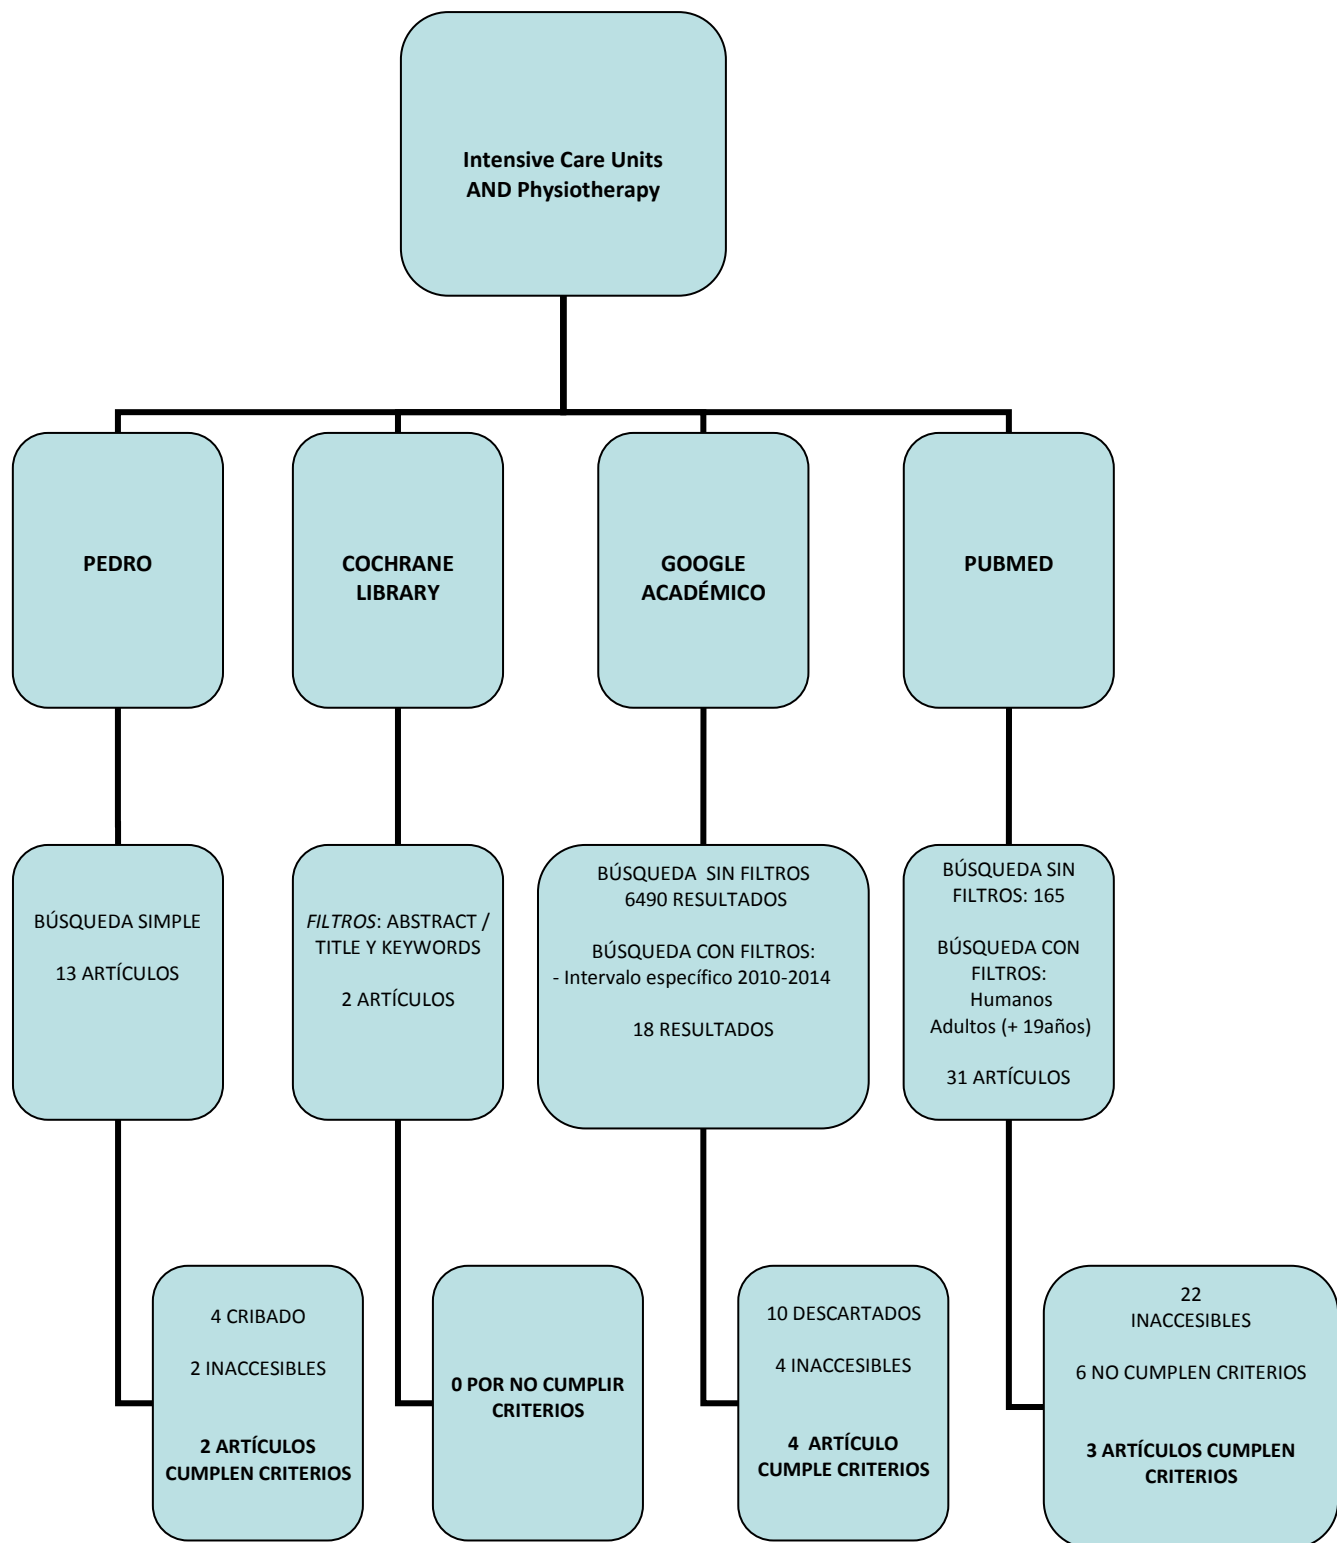 Intensive Care Units
AND Physiotherapy
PEDRO
COCHRANE
LIBRARY
GOOGLE
ACADÉMICO
PUBMED
BÚSQUEDA SIMPLE
13 ARTÍCULOS
FILTROS: ABSTRACT /
TITLE Y KEYWORDS
2 ARTÍCULOS
BÚSQUEDA SIN FILTROS
6490 RESULTADOS
BÚSQUEDA CON FILTROS:
- Intervalo específico 2010-2014
18 RESULTADOS
BÚSQUEDA SIN
FILTROS: 165
BÚSQUEDA CON
FILTROS:
Humanos
Adultos (+ 19años)
31 ARTÍCULOS
4 CRIBADO
2 INACCESIBLES
2 ARTÍCULOS
CUMPLEN CRITERIOS
0 POR NO CUMPLIR
CRITERIOS
10 DESCARTADOS
4 INACCESIBLES
4 ARTÍCULO
CUMPLE CRITERIOS
22
INACCESIBLES
6 NO CUMPLEN CRITERIOS
3 ARTÍCULOS CUMPLEN
CRITERIOS